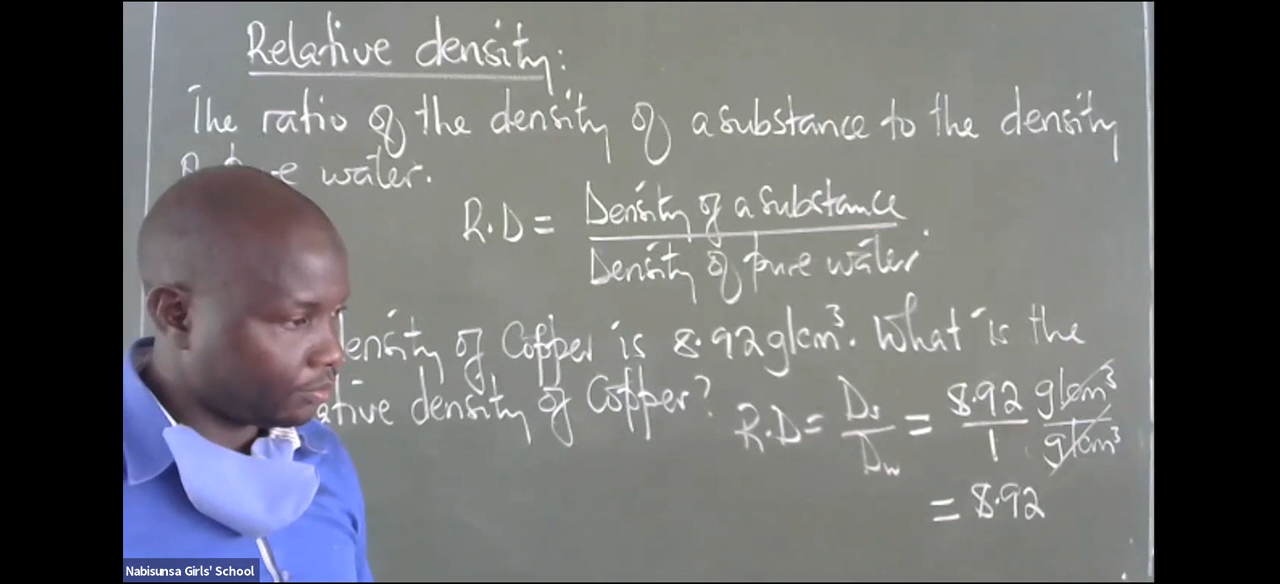 Relative density:
The ratio of the density of a substance to the density
water.
R.D = Density of a substance
Density of pure water.
ensity of Copper is 8.92g/cm³. What is the
ative density of Copper?
R.D = Ds/Dw = 8.92/1 g/cm³/g/cm³
= 8.92
Nabisunsa Girls' School